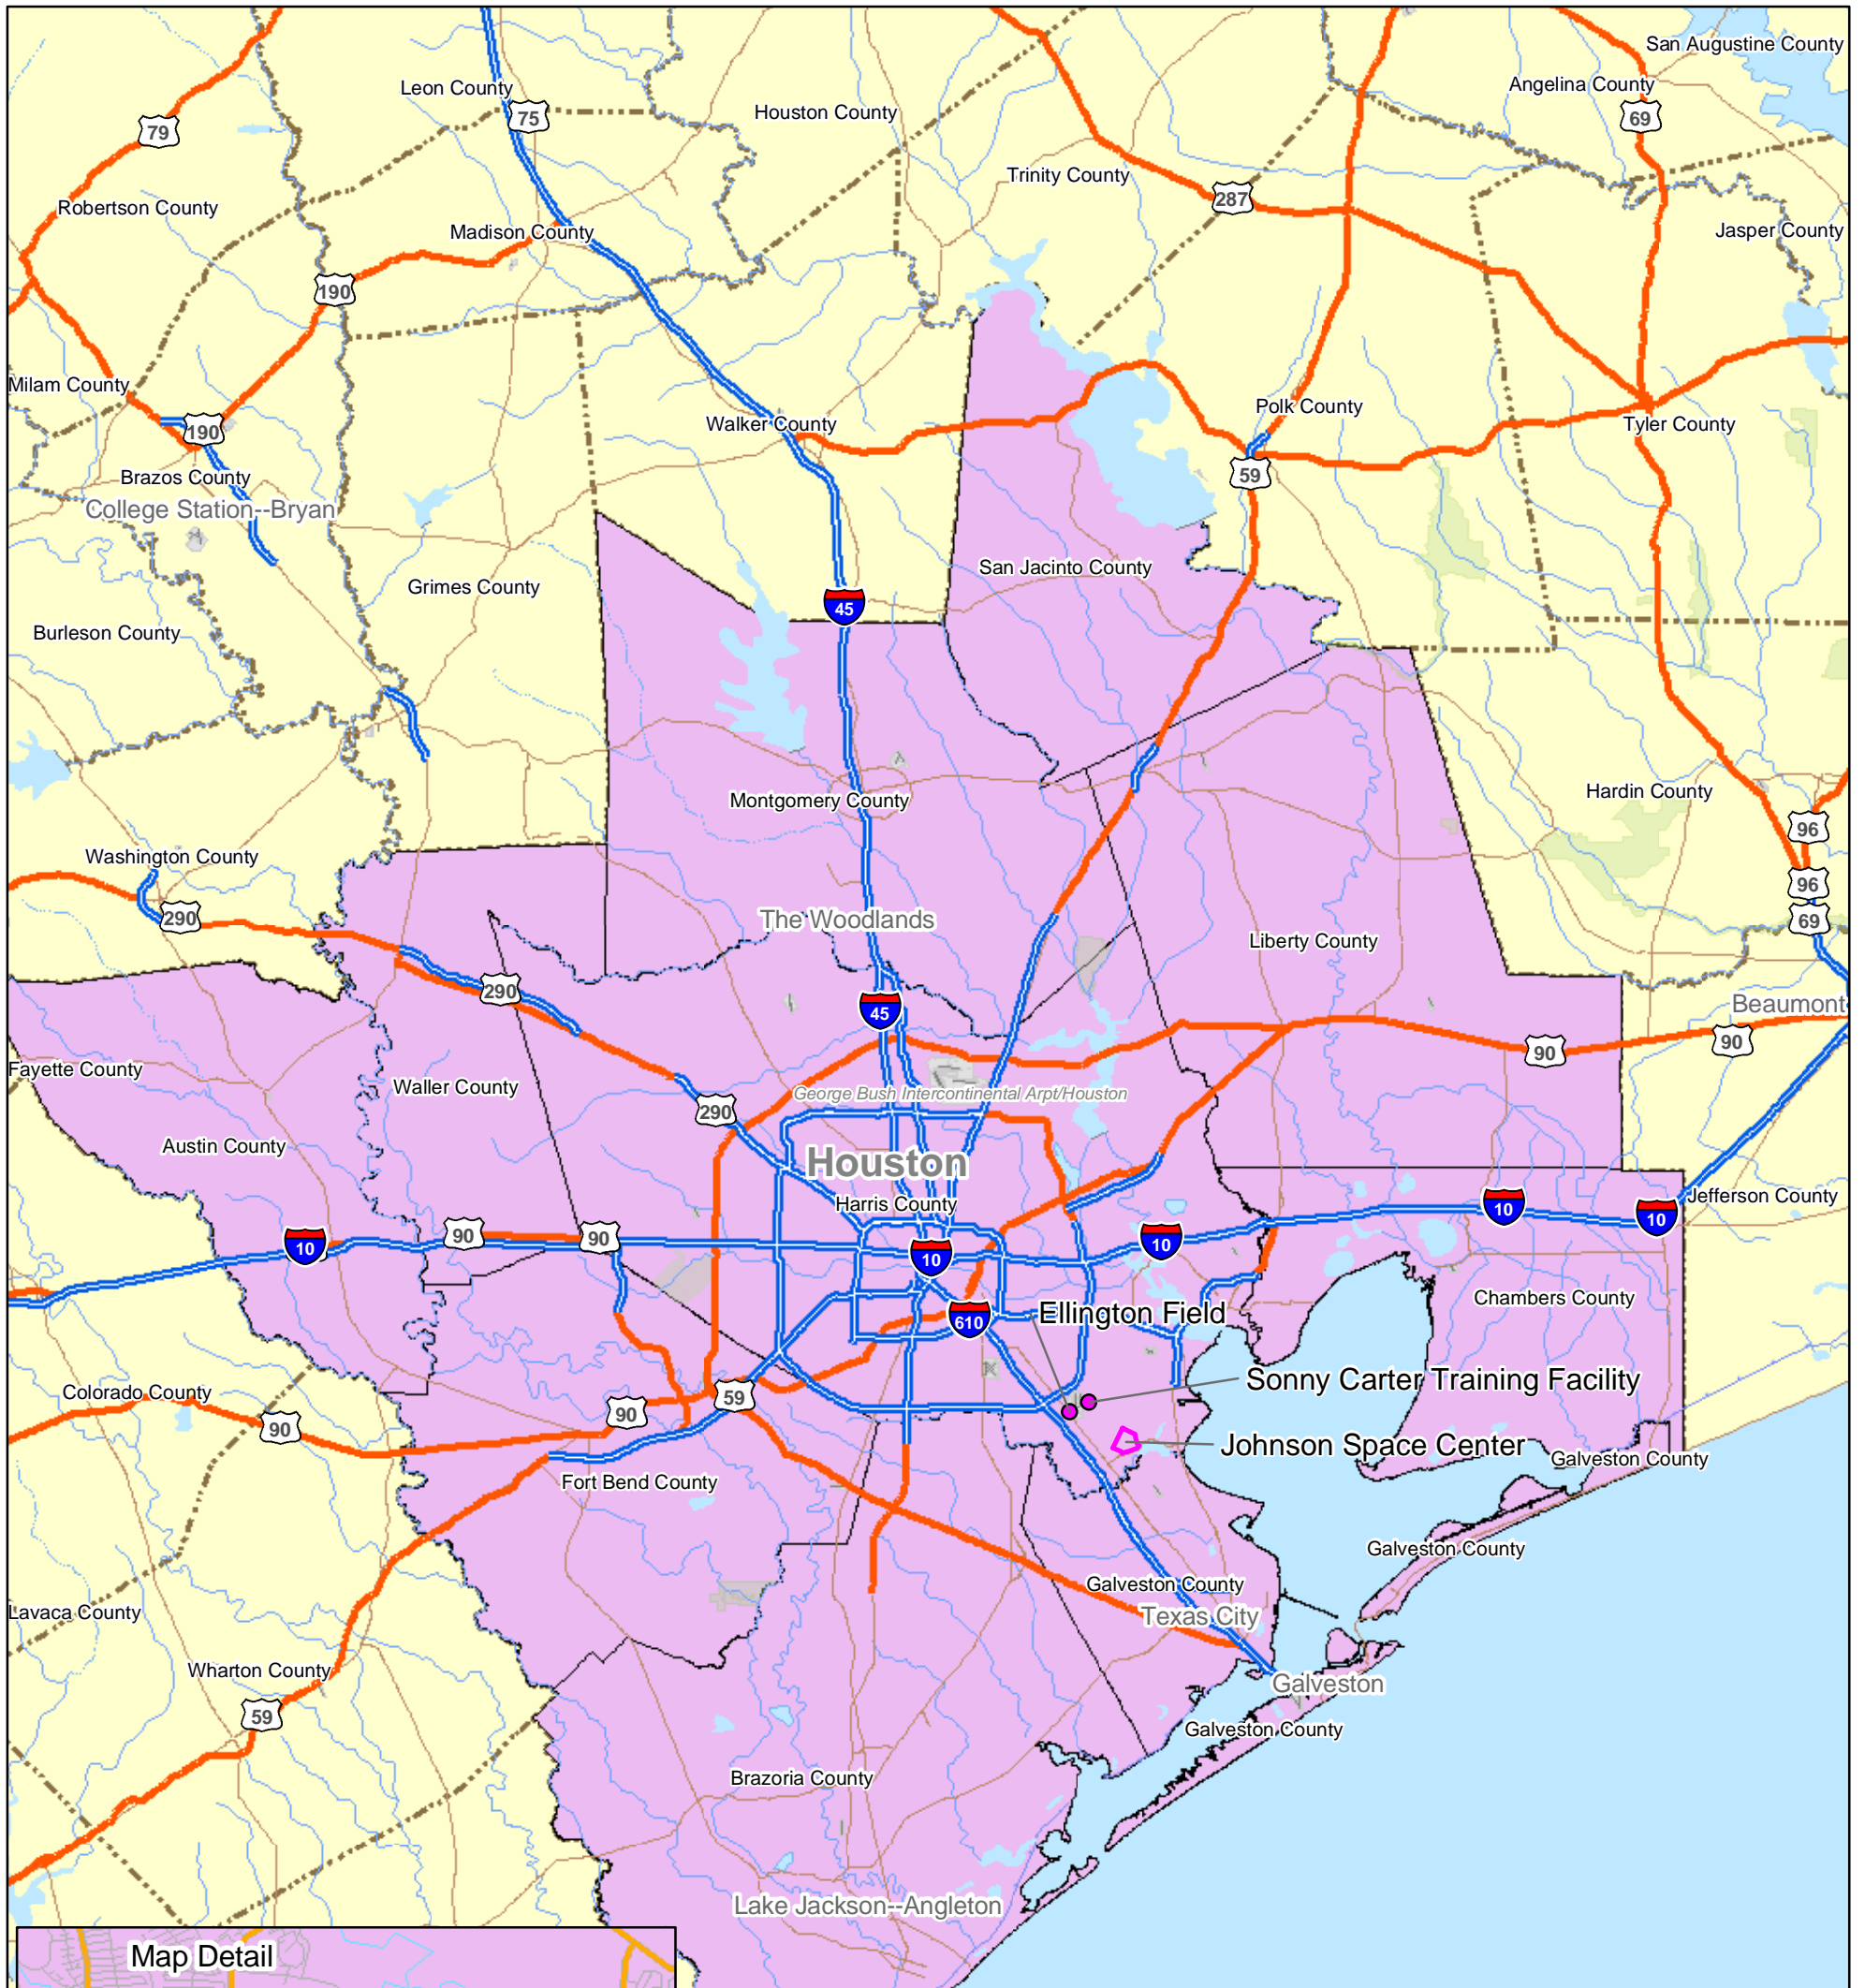 San Augustine County
Leon County
Angelina County
75
Houston County
69
79
Trinity County
287
Robertson County
Madison County
Jasper County
190
Milam County
Polk County
Walker County
Tyler County
190
59
Brazos County
College Station--Bryan
San Jacinto County
Grimes County
45
Burleson County
Hardin County
Montgomery County
96
Washington County
96
290
The Woodlands
69
Liberty County
290
45
Beaumont
90
90
Fayette County
Waller County
George Bush Intercontinental Arpt/Houston
290
Austin County
Houston
Jefferson County
Harris County
10
10
90
90
10
10
10
Chambers County
Ellington Field
610
Sonny Carter Training Facility
Colorado County
59
90
90
Johnson Space Center
Galveston County
Fort Bend County
Galveston County
Galveston County
Lavaca County
Texas City
Wharton County
Galveston
59
Galveston County
Brazoria County
Lake Jackson--Angleton
Map Detail